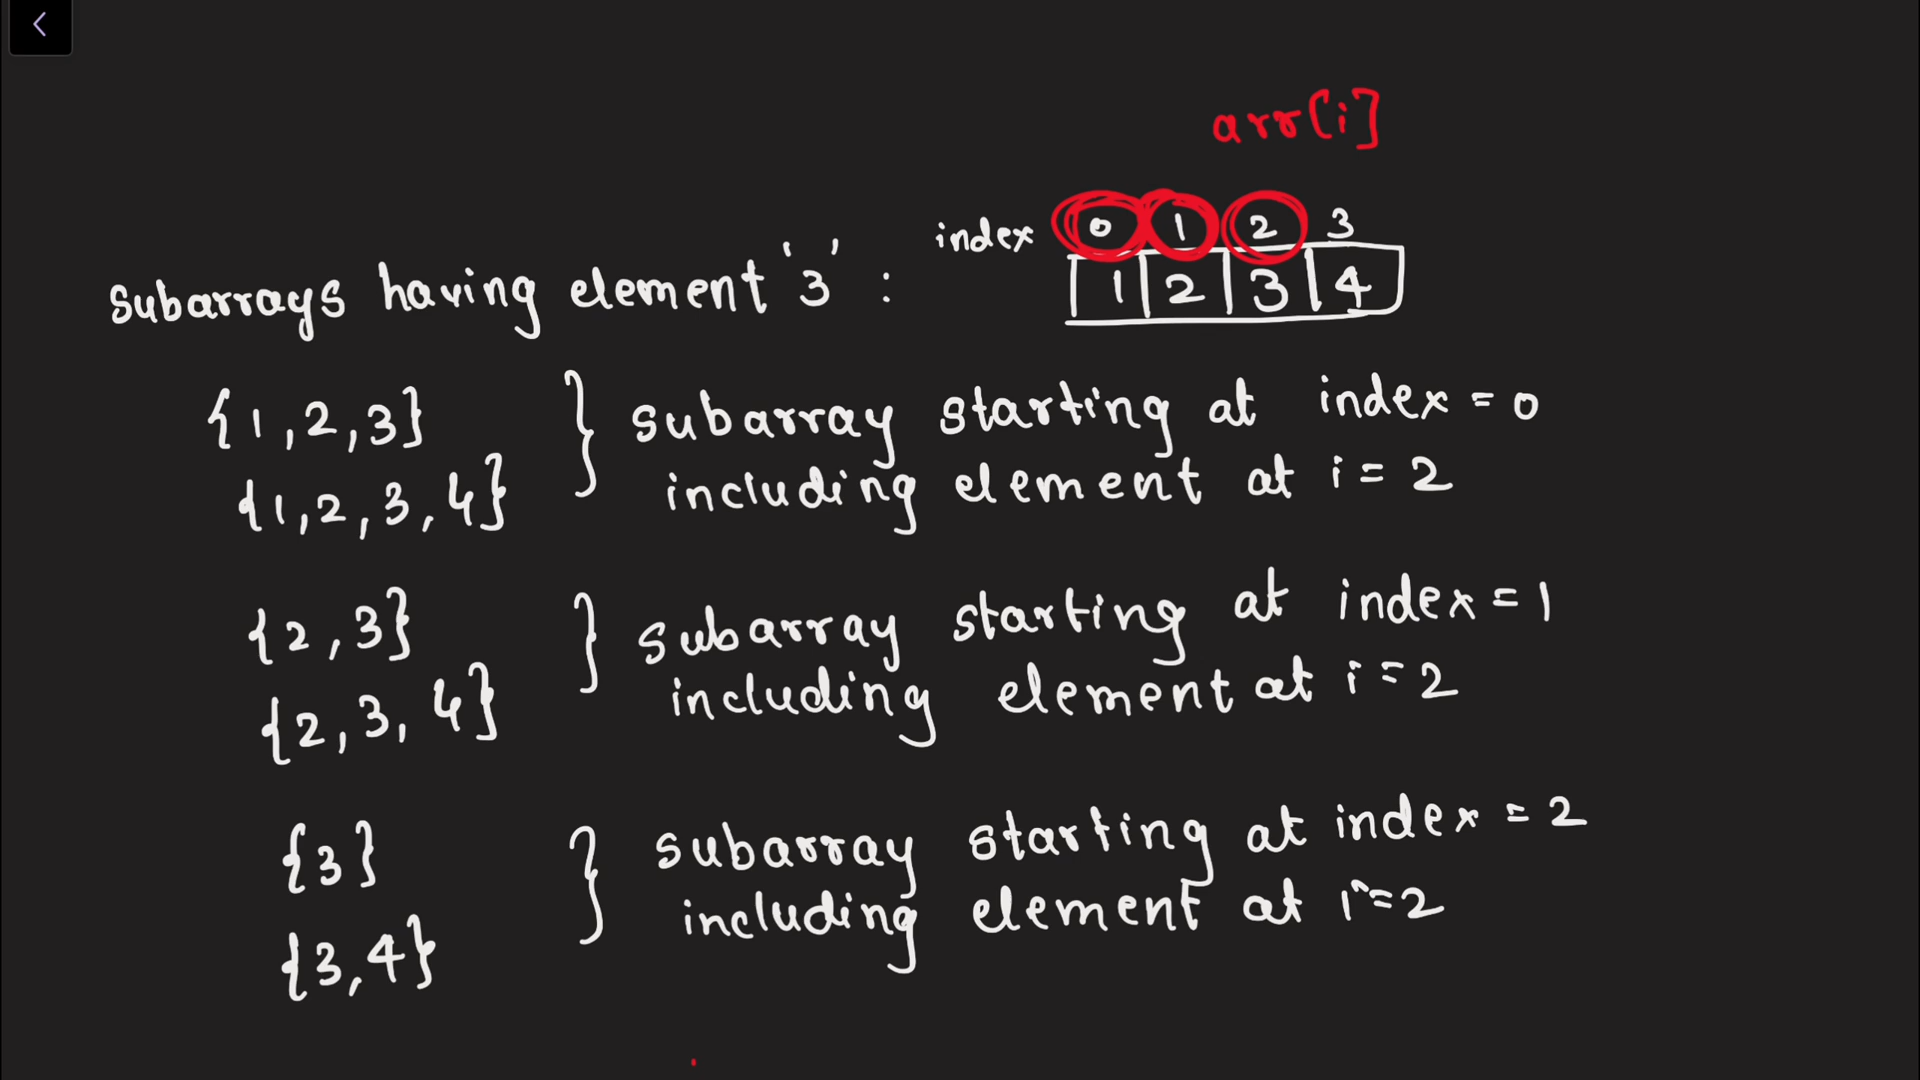 arr[i]
index 0 1 2 3
Subarrays having element '3' : 1 2 3 4
{1,2,3} } subarray starting at index = 0
{1,2,3,4} including element at i = 2
{2,3} } subarray starting at index = 1
{2,3,4} including element at i = 2
{3} } subarray starting at index = 2
{3,4} including element at i = 2